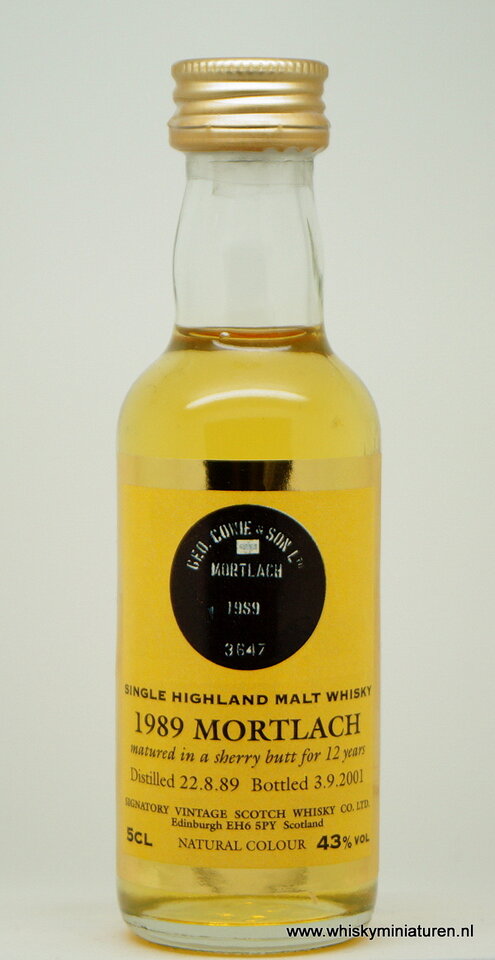 GEO. COWIE & SON LTD
MORTLACH
1989
3647
SINGLE HIGHLAND MALT WHISKY
1989 MORTLACH
matured in a sherry butt for 12 years
Distilled 22.8.89 Bottled 3.9.2001
SIGNATORY VINTAGE SCOTCH WHISKY CO. LTD.
Edinburgh EH6 5PY Scotland
5CL NATURAL COLOUR 43% VOL
www.whiskyminiaturen.nl